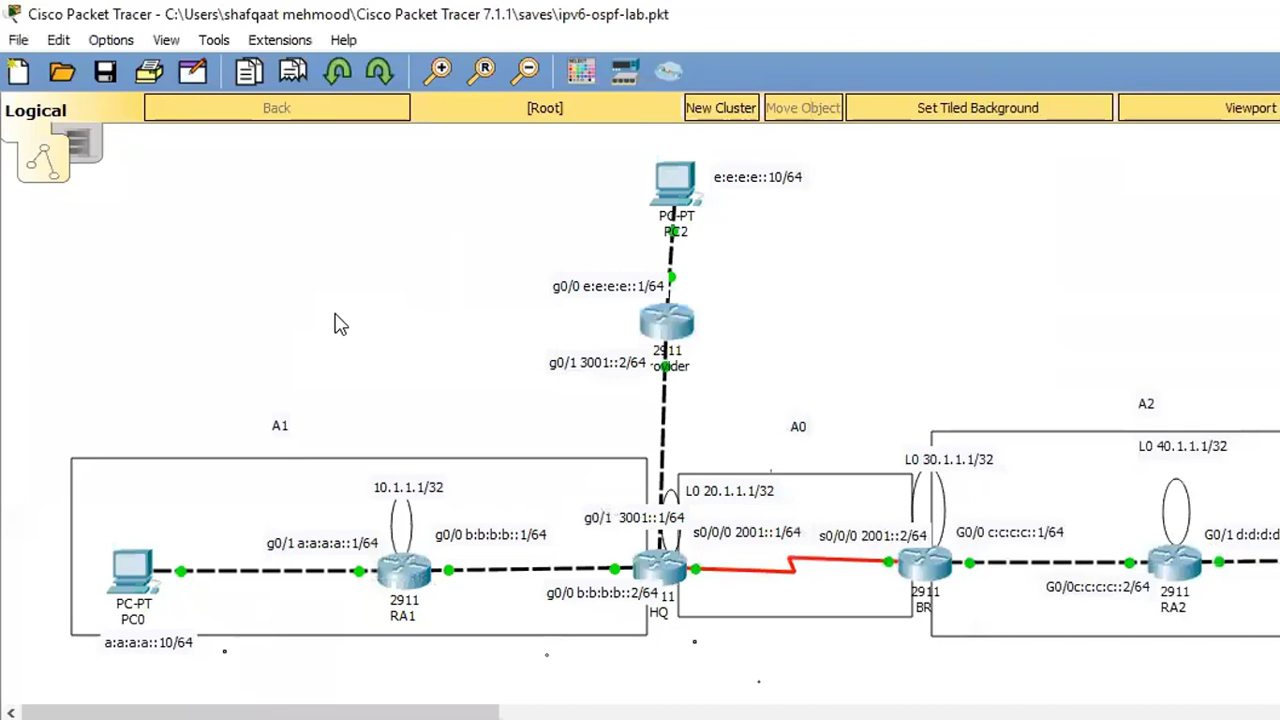 Cisco Packet Tracer - C:\Users\shafqaat mehmood\Cisco Packet Tracer 7.1.1\saves\ipv6-ospf-lab.pkt
File Edit Options View Tools Extensions Help
Logical Back [Root] New Cluster Move Object Set Tiled Background Viewport
e:e:e:e::10/64
PC-PT
PC2
g0/0 e:e:e:e::1/64
2911
g0/1 3001::2/64 ovider
A2
A1 A0
L0 40.1.1.1/32
L0 30.1.1.1/32
10.1.1.1/32 L0 20.1.1.1/32
g0/1 3001::1/64
g0/1 a:a:a:a::1/64 g0/0 b:b:b:b::1/64 s0/0/0 2001::1/64 s0/0/0 2001::2/64 G0/0 c:c:c:c::1/64 G0/1 d:d:d:d
g0/0 b:b:b:b::2/64 11 G0/0c:c:c:c::2/64
PC-PT 2911 2911 2911
PC0 RA1 HQ BR RA2
a:a:a:a::10/64